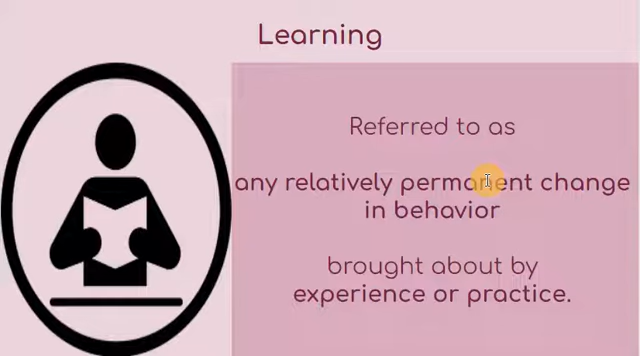 Learning
Referred to as
any relatively permanent change
in behavior
brought about by
experience or practice.